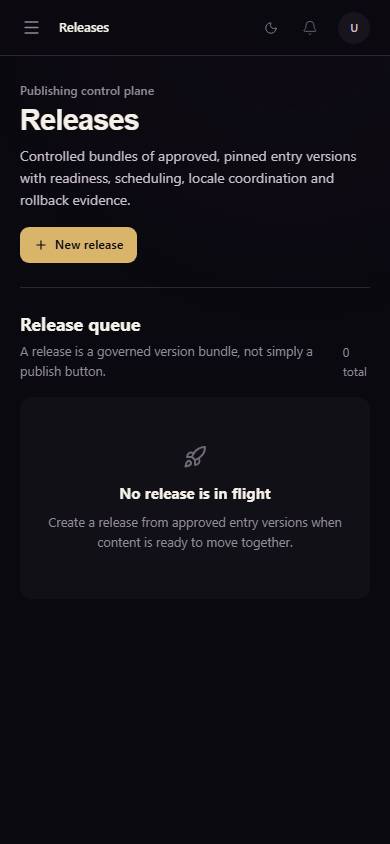 Releases
U
Publishing control plane
Releases
Controlled bundles of approved, pinned entry versions
with readiness, scheduling, locale coordination and
rollback evidence.
New release
Release queue
A release is a governed version bundle, not simply a
publish button.
0
total
No release is in flight
Create a release from approved entry versions when
content is ready to move together.